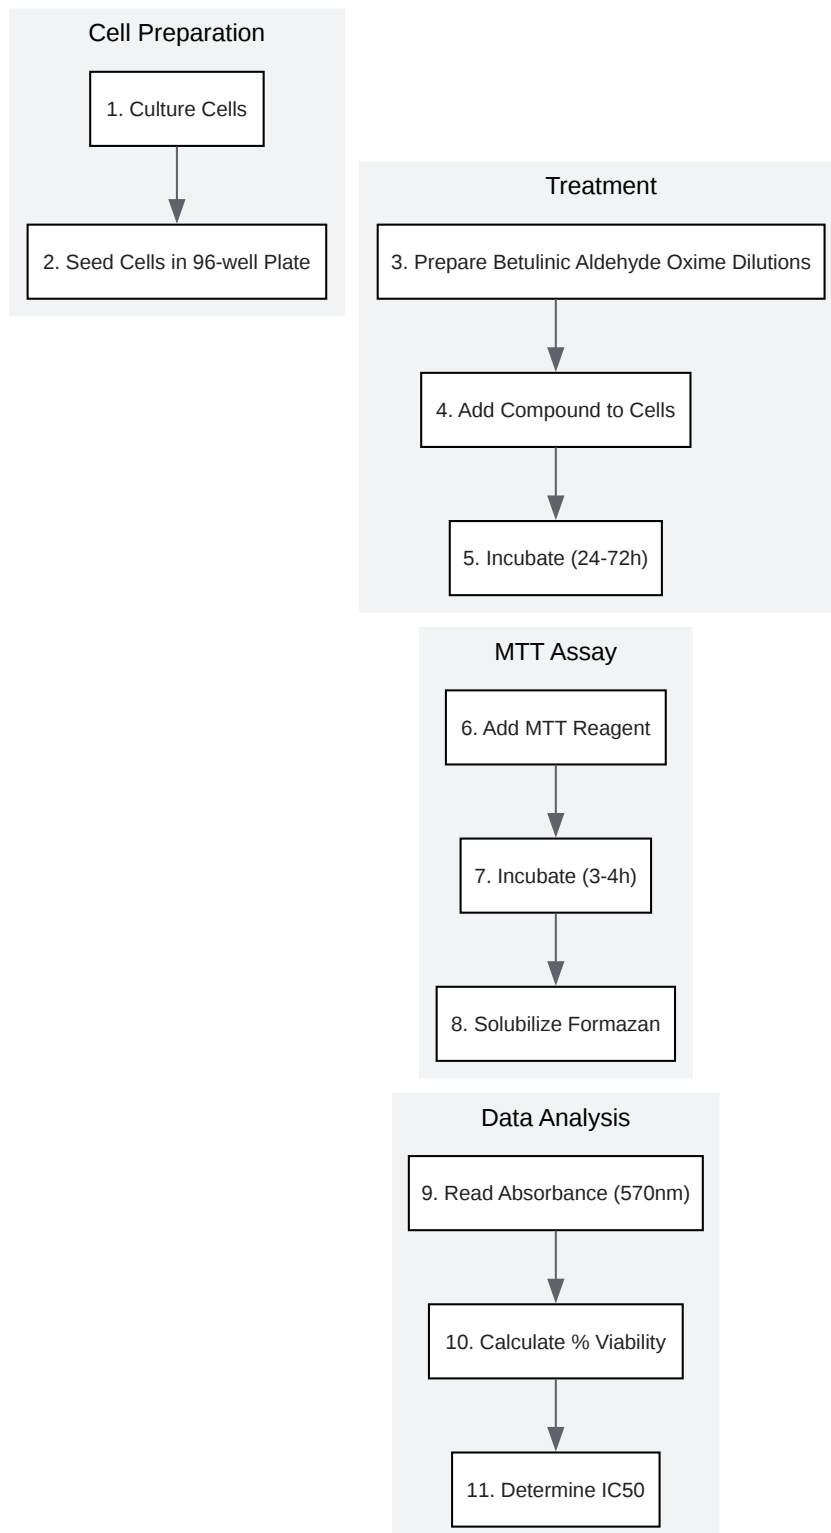 Cell Preparation
1. Culture Cells
2. Seed Cells in 96-well Plate
Treatment
3. Prepare Betulinic Aldehyde Oxime Dilutions
4. Add Compound to Cells
5. Incubate (24-72h)
MTT Assay
6. Add MTT Reagent
7. Incubate (3-4h)
8. Solubilize Formazan
Data Analysis
9. Read Absorbance (570nm)
10. Calculate % Viability
11. Determine IC50